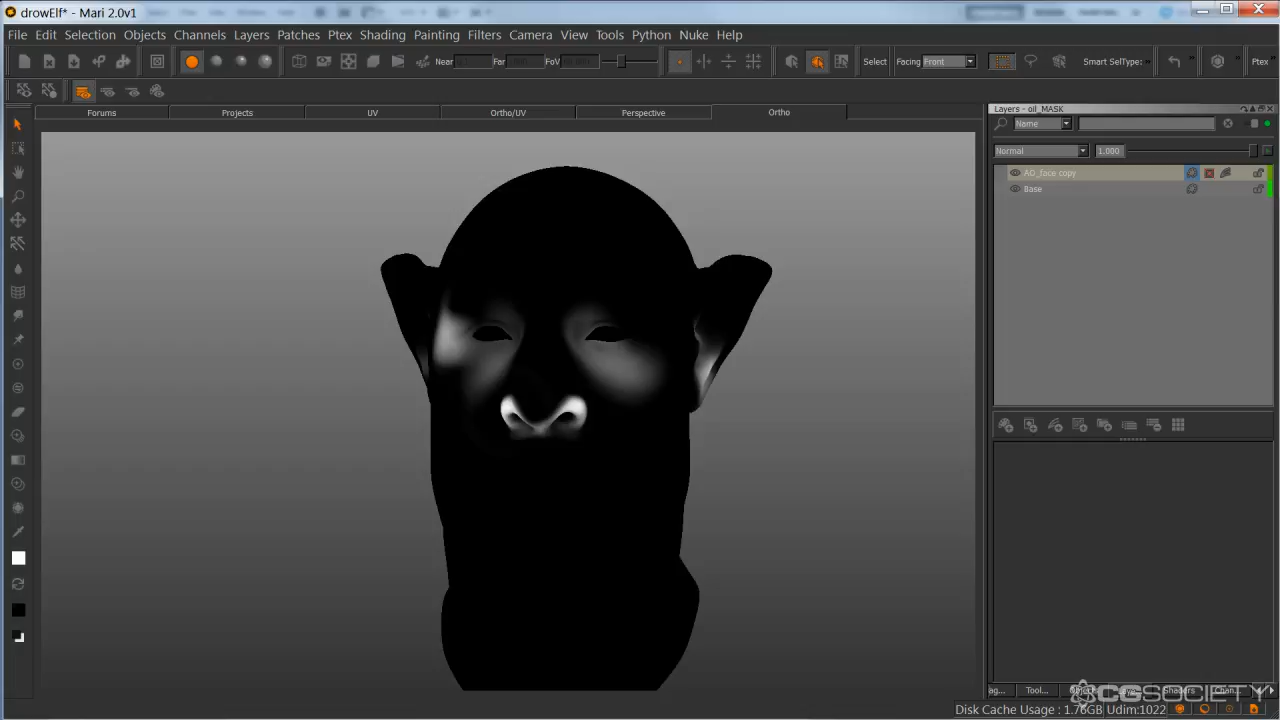 drowElf* - Mari 2.0v1
File Edit Selection Objects Channels Layers Patches Ptex Shading Painting Filters Camera View Tools Python Nuke Help
Near Far FoV Select Facing Front Smart SelType: Ptex
Forums Projects UV Ortho/UV Perspective Ortho
Layers - oil_MASK
Name
Normal 1.000
AO_face copy
Base
Tool...
CGSOCIETY
Disk Cache Usage : 1.76GB Udim:1022